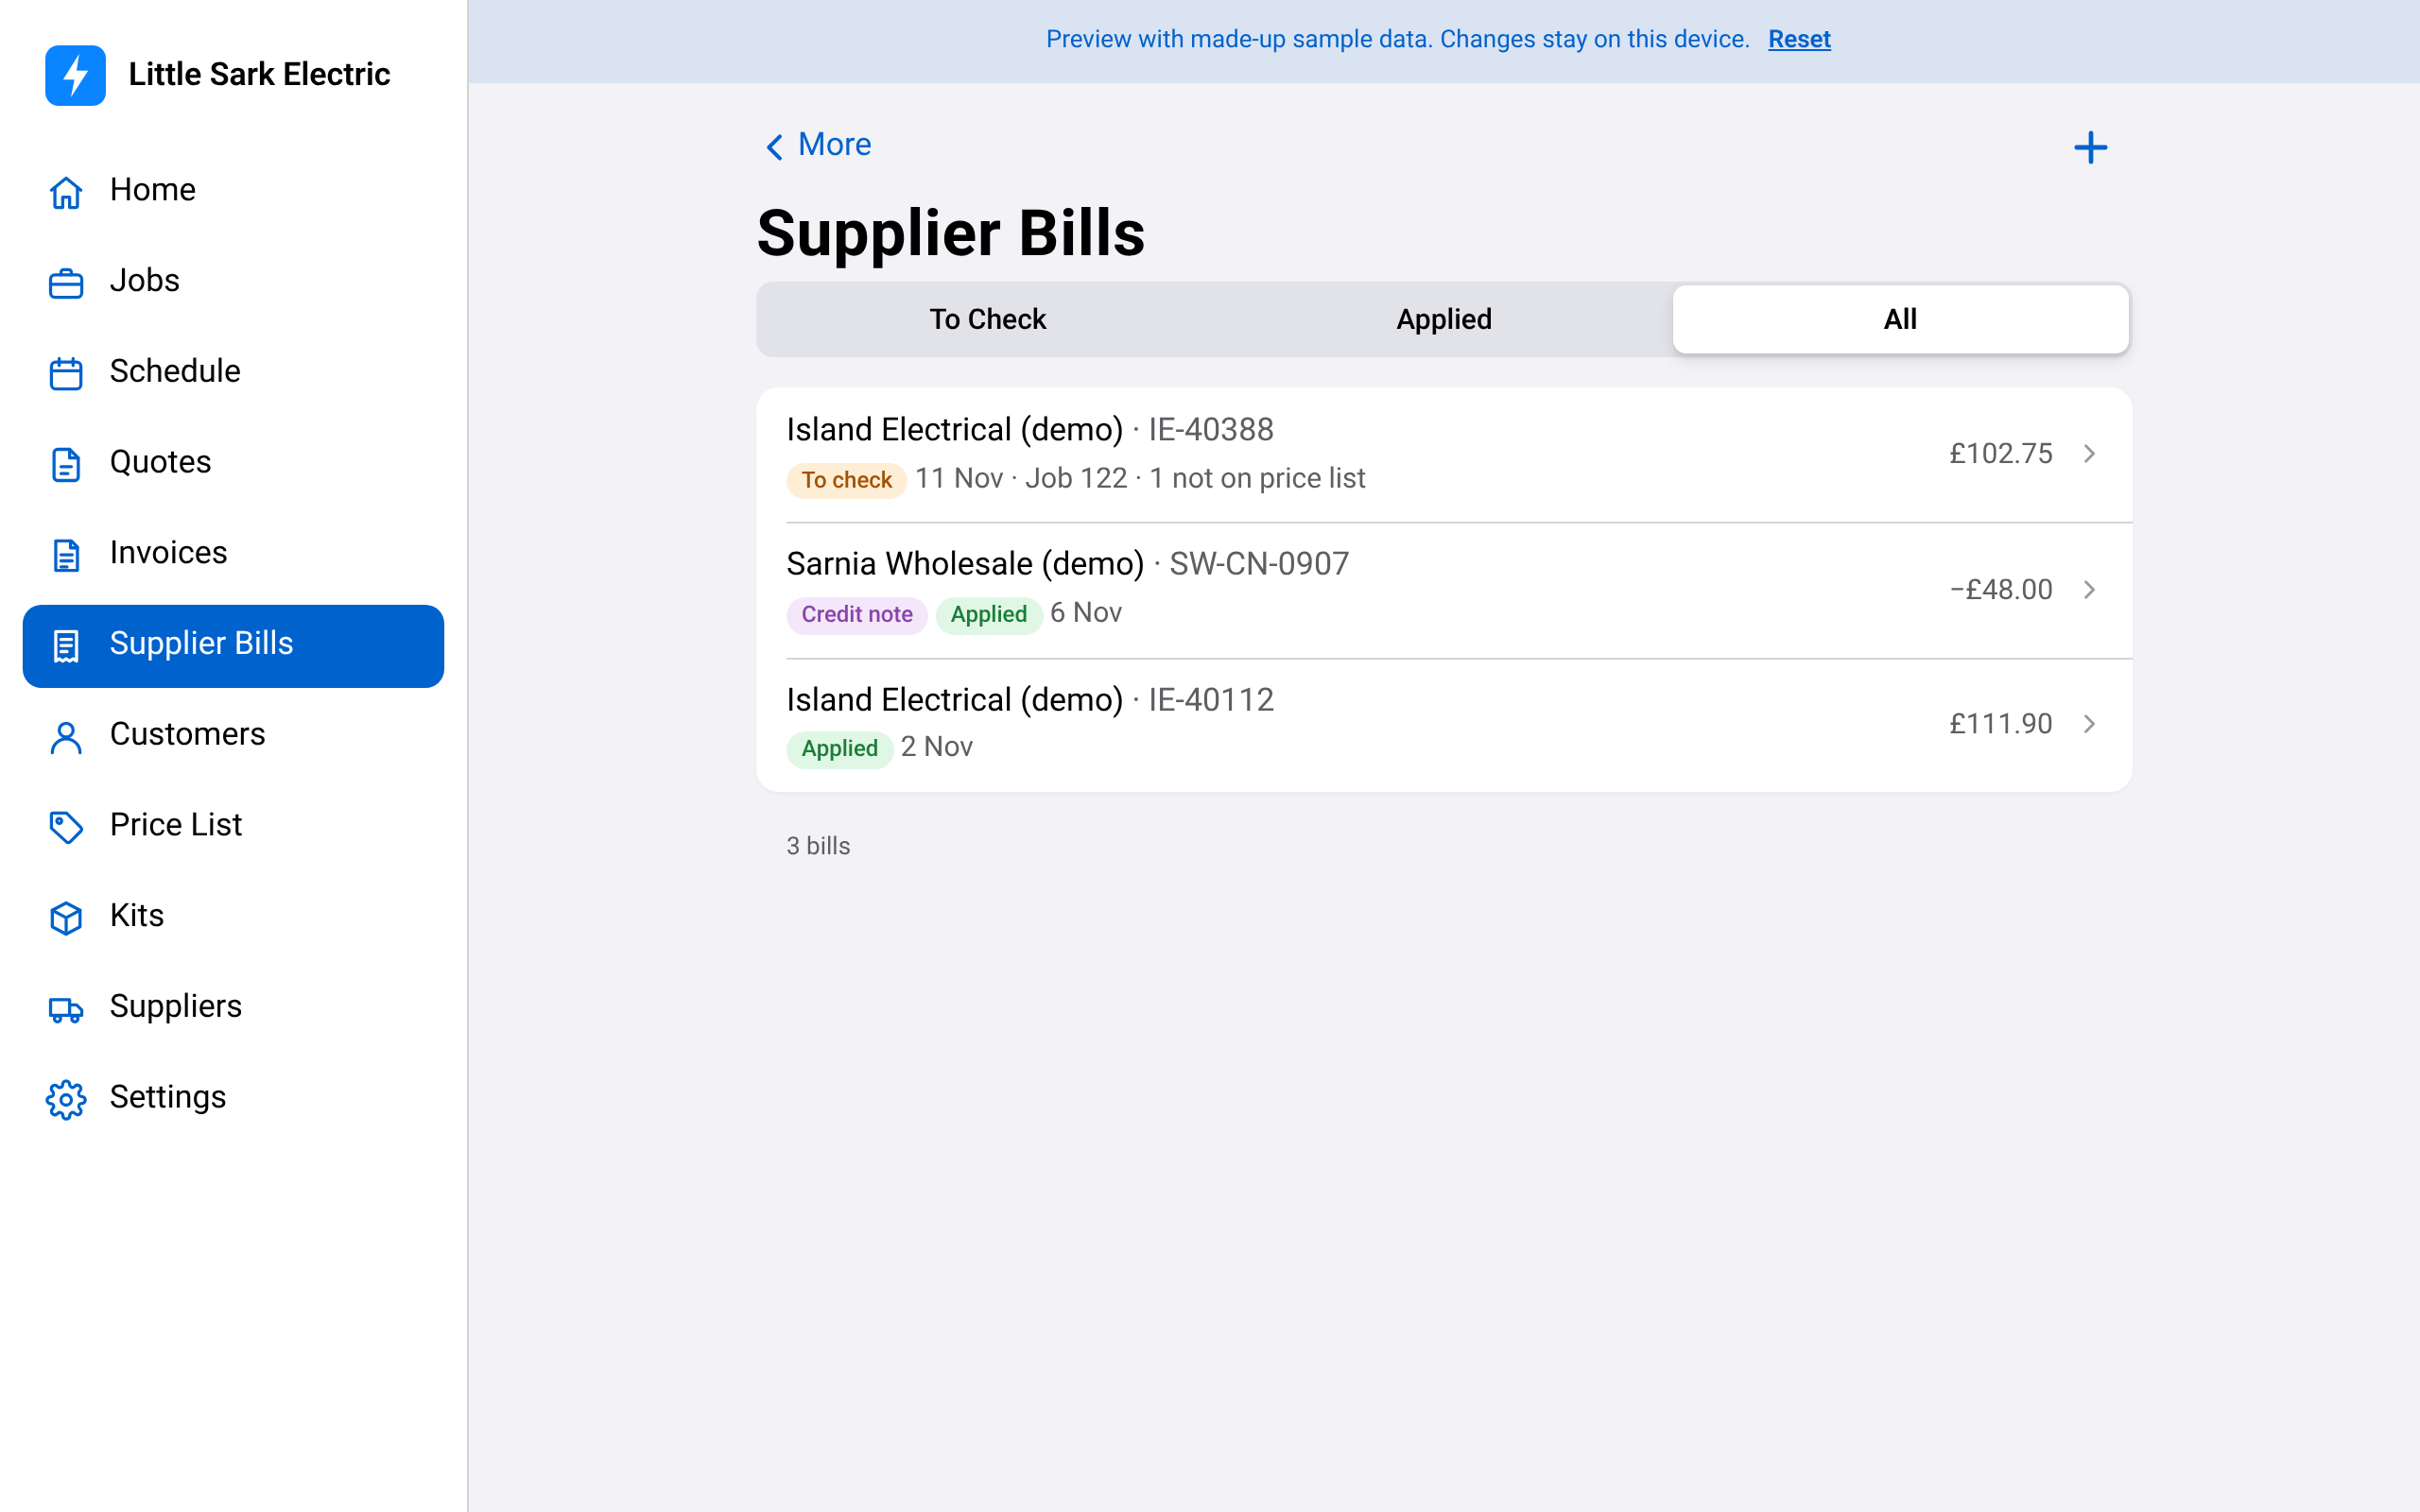 Little Sark Electric
Home
Jobs
Schedule
Quotes
Invoices
Supplier Bills
Customers
Price List
Kits
Suppliers
Settings
Preview with made-up sample data. Changes stay on this device. Reset
More
Supplier Bills
To Check Applied All
Island Electrical (demo) · IE-40388
To check 11 Nov · Job 122 · 1 not on price list
£102.75
Sarnia Wholesale (demo) · SW-CN-0907
Credit note Applied 6 Nov
−£48.00
Island Electrical (demo) · IE-40112
Applied 2 Nov
£111.90
3 bills